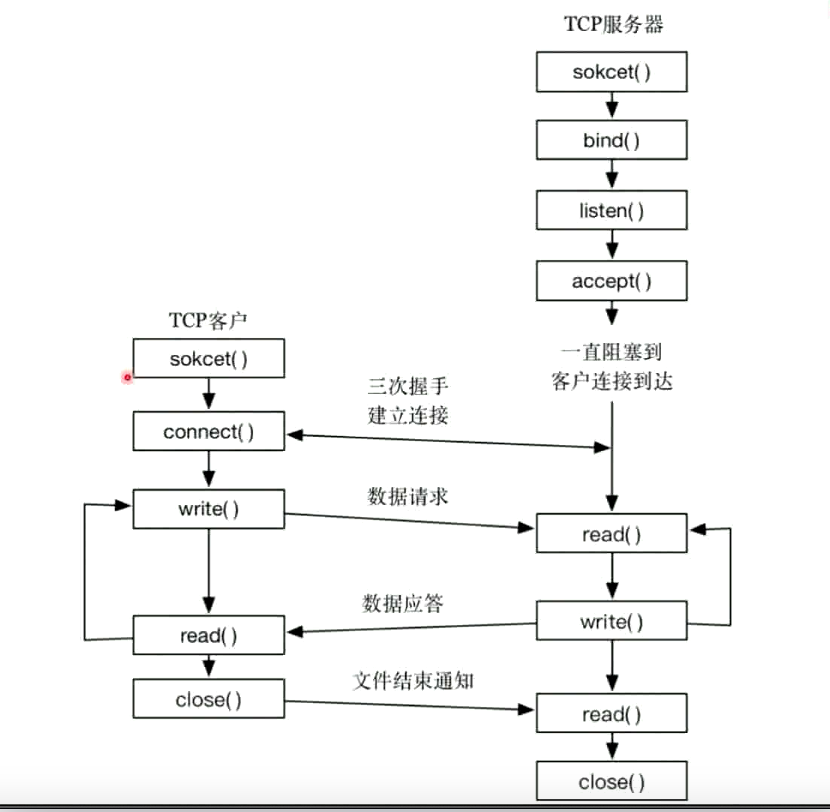 TCP服务器
sokcet( )
bind( )
listen( )
accept( )
一直阻塞到
客户连接到达
TCP客户
sokcet( )
三次握手
建立连接
connect( )
数据请求
write( )
read( )
数据应答
write( )
read( )
文件结束通知
close( )
read( )
close( )